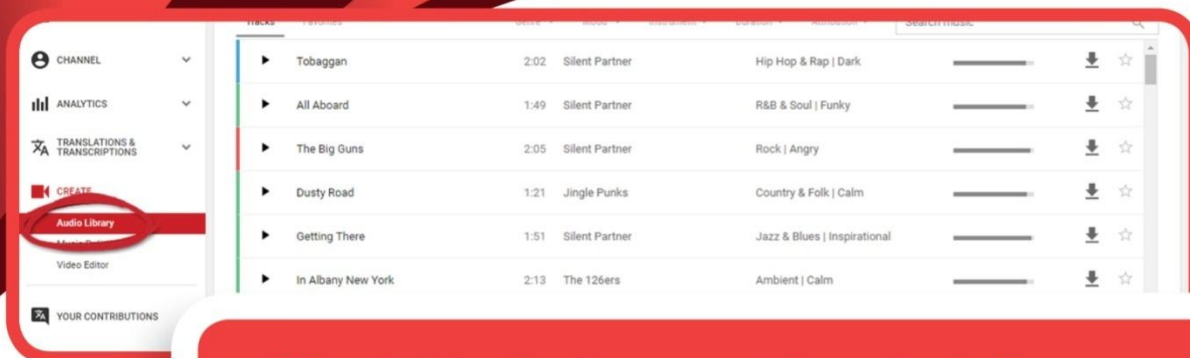 Tracks Favorites Genre Mood Instrument Duration Attribution Search music
CHANNEL
ANALYTICS
TRANSLATIONS &
TRANSCRIPTIONS
CREATE
Audio Library
Video Editor
YOUR CONTRIBUTIONS
Tobaggan 2:02 Silent Partner Hip Hop & Rap | Dark
All Aboard 1:49 Silent Partner R&B & Soul | Funky
The Big Guns 2:05 Silent Partner Rock | Angry
Dusty Road 1:21 Jingle Punks Country & Folk | Calm
Getting There 1:51 Silent Partner Jazz & Blues | Inspirational
In Albany New York 2:13 The 126ers Ambient | Calm